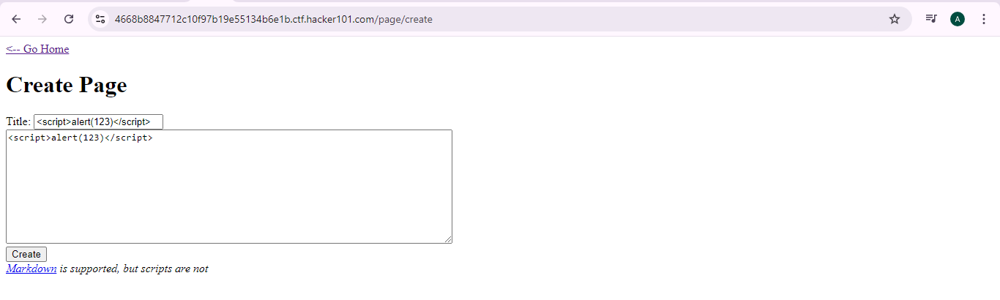 4668b8847712c10f97b19e55134b6e1b.ctf.hacker101.com/page/create
A
<-- Go Home
Create Page
Title: <script>alert(123)</script>
<script>alert(123)</script>
Create
Markdown is supported, but scripts are not